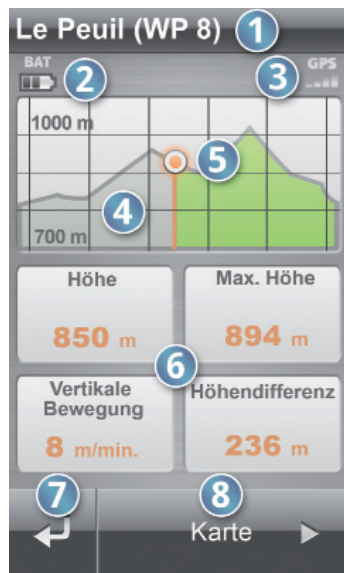 Le Peuil (WP 8) 1
BAT 2 3 GPS
1000 m
5
4
700 m
Höhe Max. Höhe
850 m 894 m
6
Vertikale Bewegung Höhendifferenz
8 m/min. 236 m
7 8
Karte